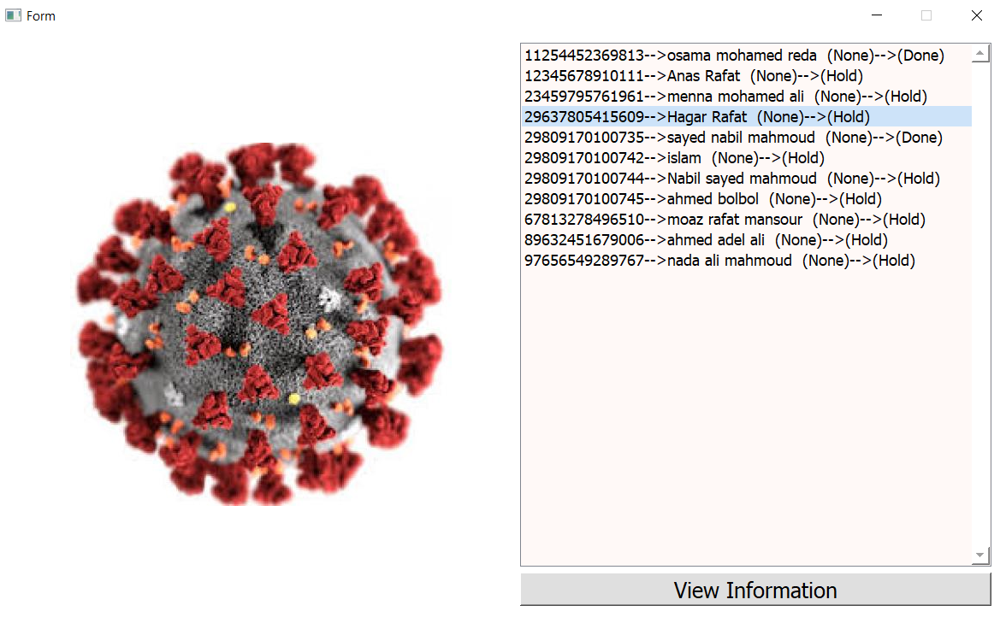 Form
11254452369813-->osama mohamed reda  (None)-->(Done)
12345678910111-->Anas Rafat  (None)-->(Hold)
23459795761961-->menna mohamed ali  (None)-->(Hold)
29637805415609-->Hagar Rafat  (None)-->(Hold)
29809170100735-->sayed nabil mahmoud  (None)-->(Done)
29809170100742-->islam  (None)-->(Hold)
29809170100744-->Nabil sayed mahmoud  (None)-->(Hold)
29809170100745-->ahmed bolbol  (None)-->(Hold)
67813278496510-->moaz rafat mansour  (None)-->(Hold)
89632451679006-->ahmed adel ali  (None)-->(Hold)
97656549289767-->nada ali mahmoud  (None)-->(Hold)
View Information